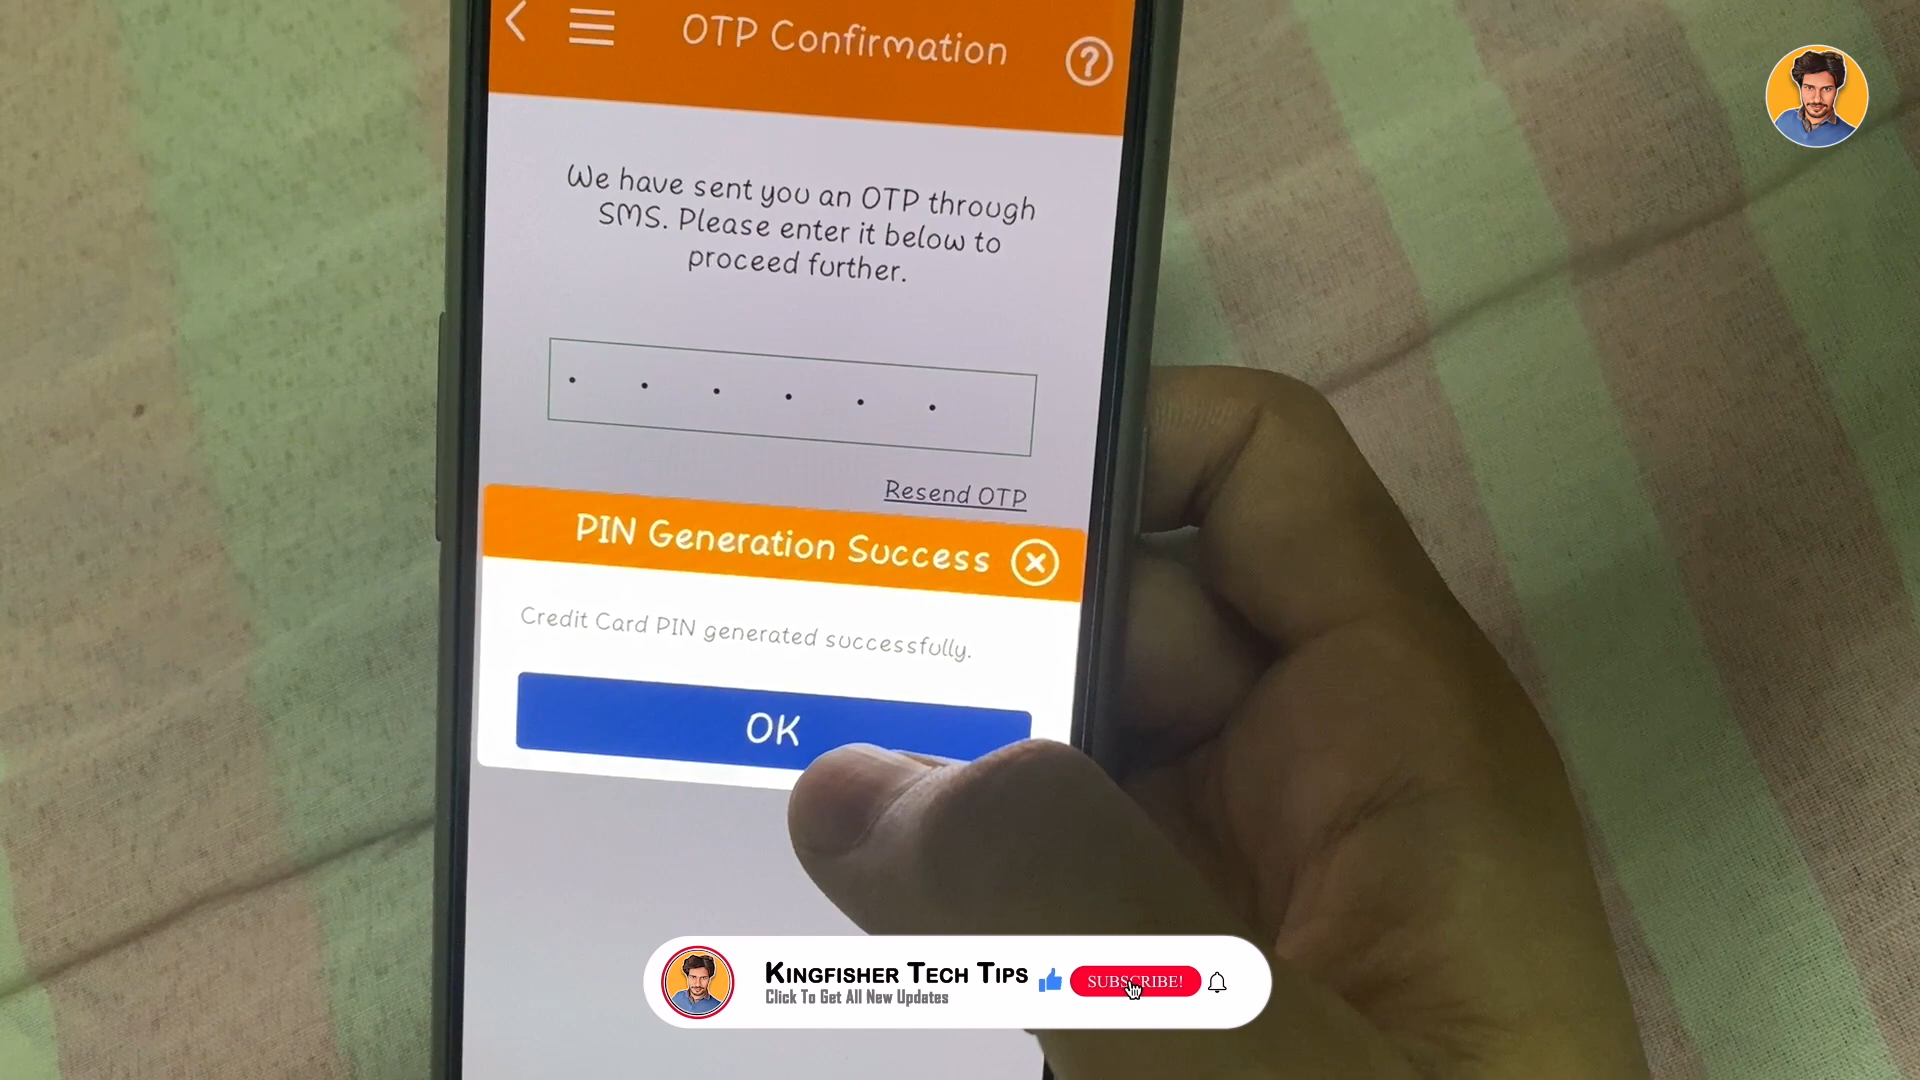 OTP Confirmation
?
We have sent you an OTP through
SMS. Please enter it below to
proceed further.
Resend OTP
PIN Generation Success
Credit Card PIN generated successfully.
OK
KINGFISHER TECH TIPS
Click To Get All New Updates
SUBSCRIBE!